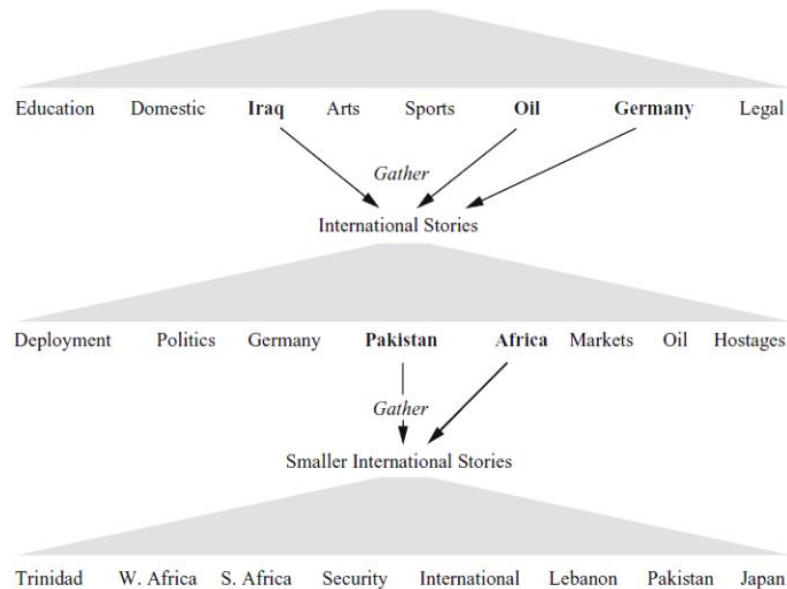 Education Domestic Iraq Arts Sports Oil Germany Legal
Gather
International Stories
Deployment Politics Germany Pakistan Africa Markets Oil Hostages
Gather
Smaller International Stories
Trinidad W. Africa S. Africa Security International Lebanon Pakistan Japan